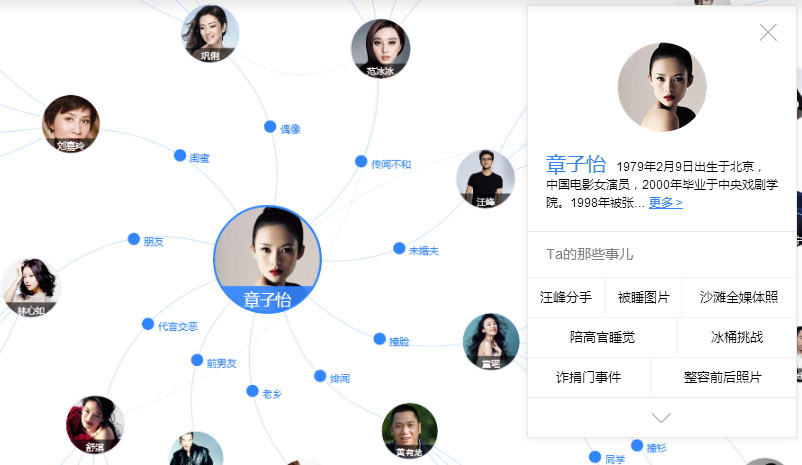 巩俐
范冰冰
偶像
刘嘉玲
闺蜜
传闻不和
汪峰
朋友
未婚夫
章子怡
林心如
代言交恶
撞脸
前男友
绯闻
童瑶
老乡
舒淇
黄有龙
同学
撞衫
章子怡 1979年2月9日出生于北京，
中国电影女演员，2000年毕业于中央戏剧学
院。1998年被张... 更多 >
Ta的那些事儿
汪峰分手 被睡图片 沙滩全媒体照
陪高官睡觉 冰桶挑战
诈捐门事件 整容前后照片